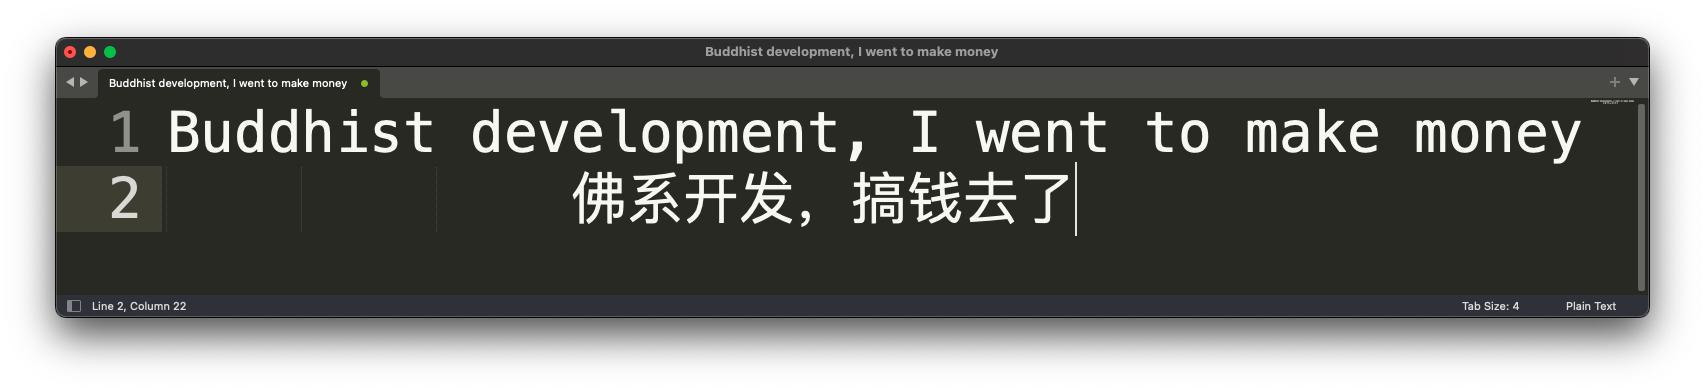 Buddhist development, I went to make money
Buddhist development, I went to make money
1 Buddhist development, I went to make money
2 佛系开发，搞钱去了
Line 2, Column 22
Tab Size: 4
Plain Text